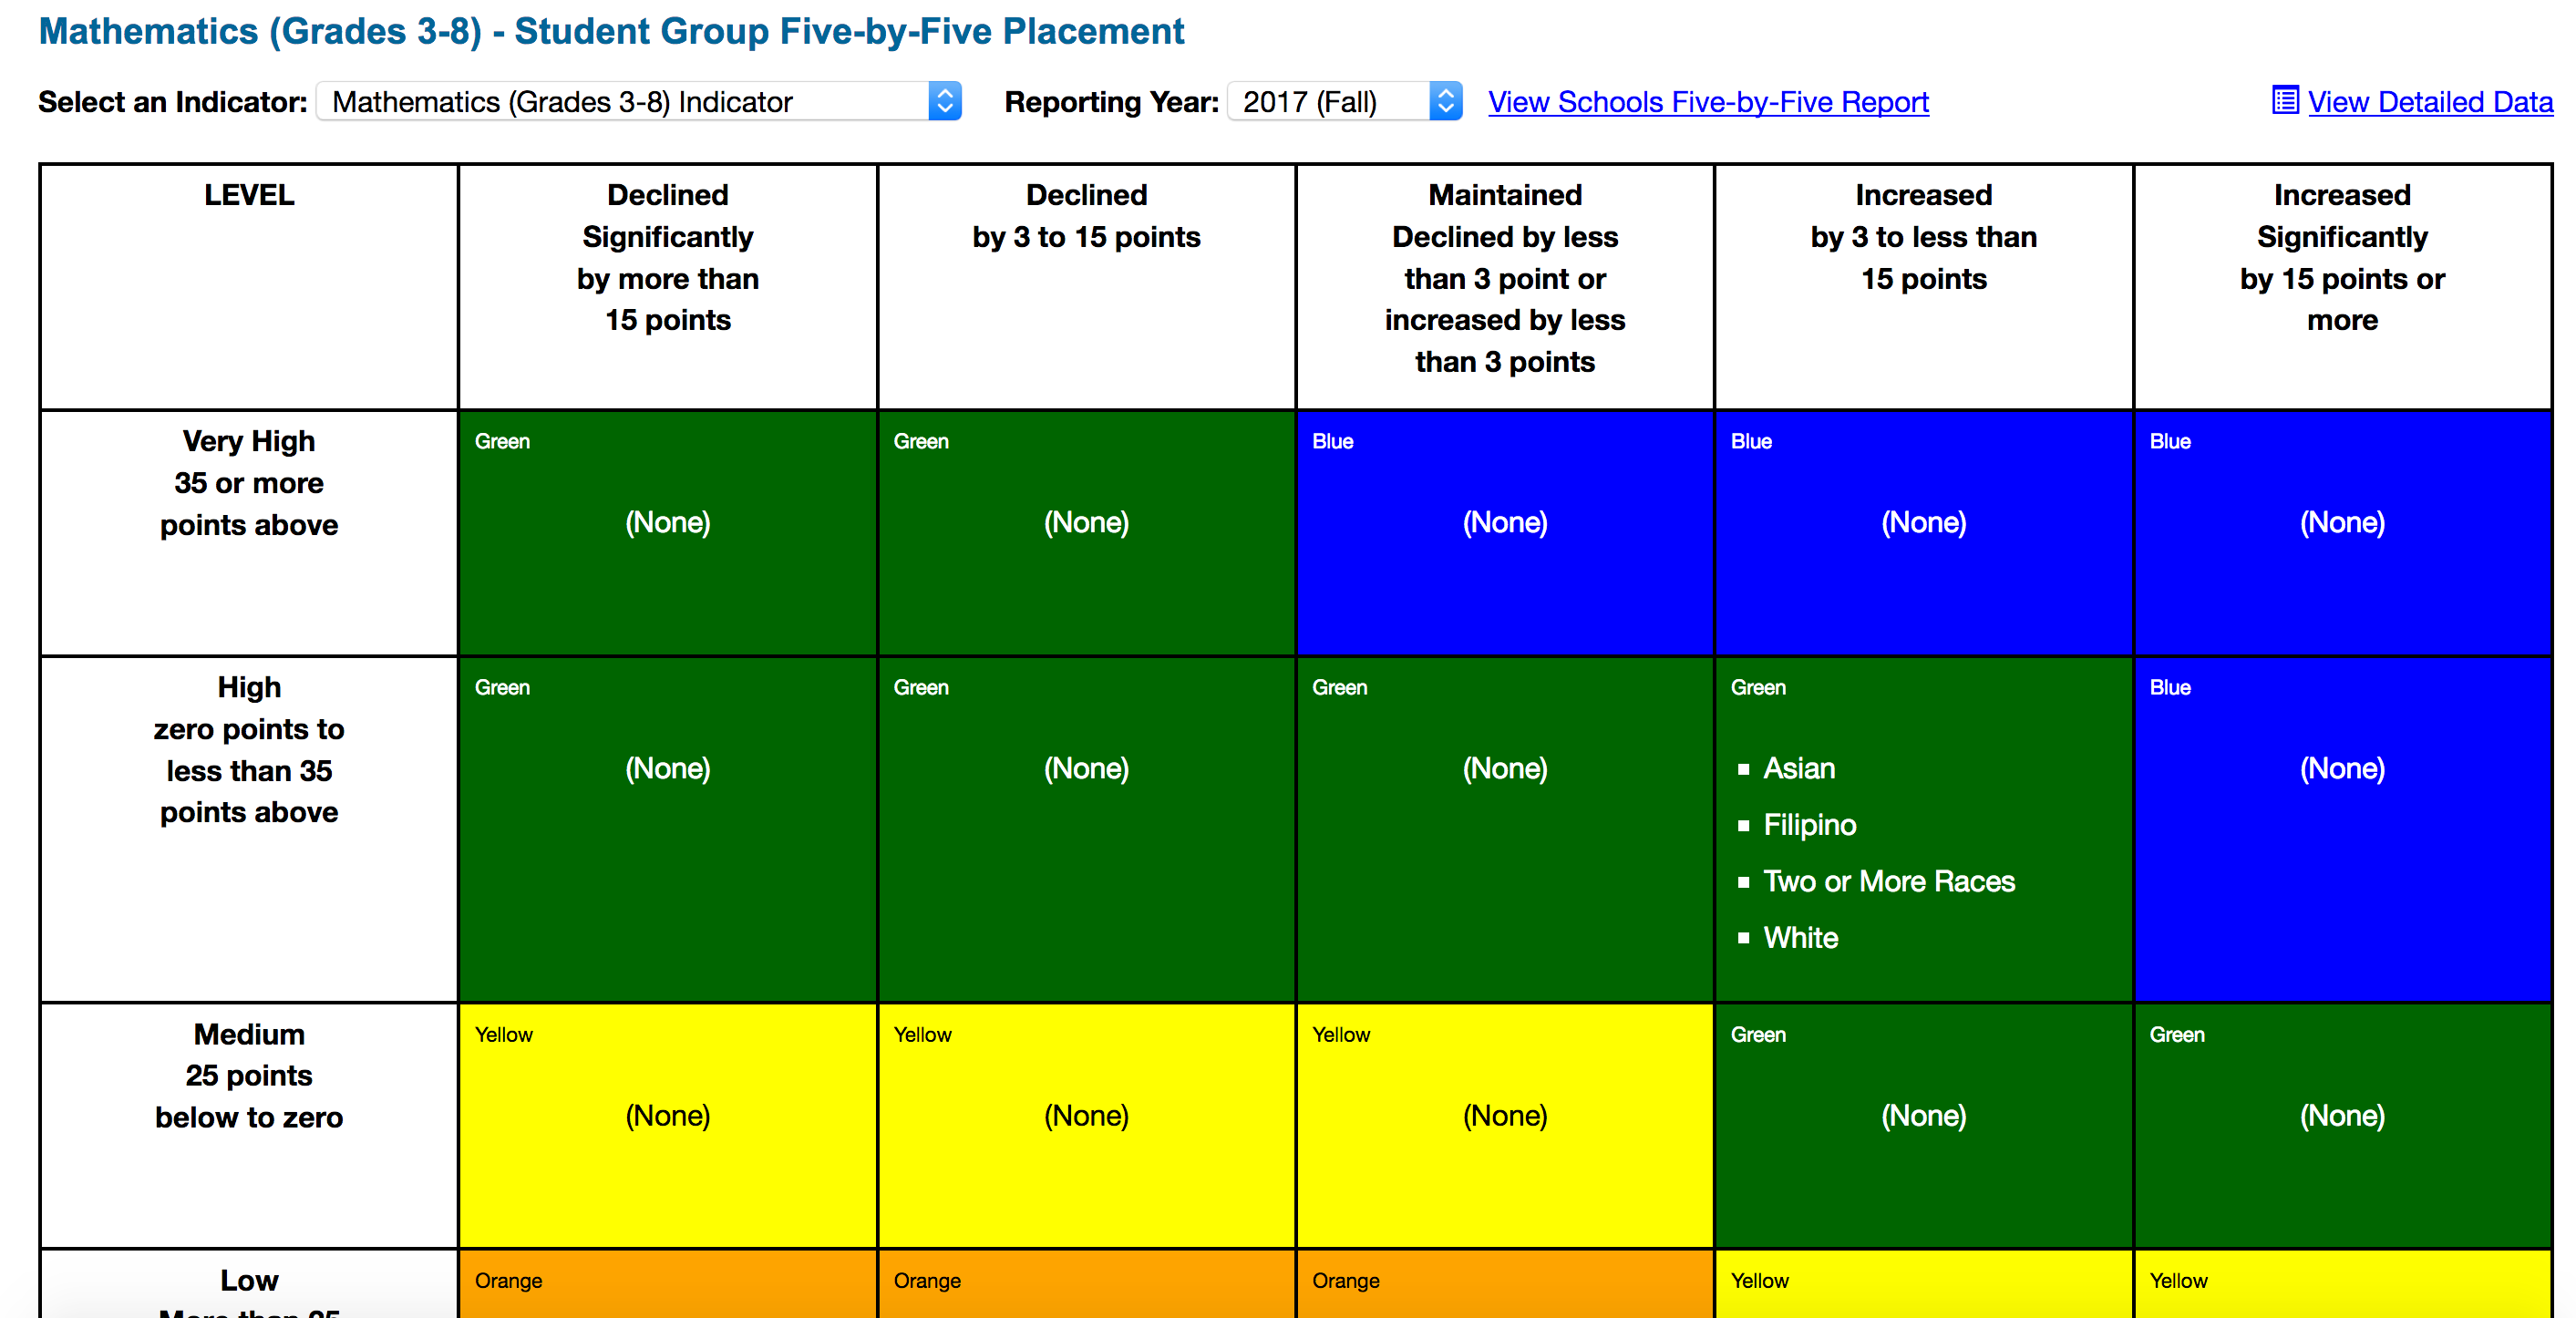 Mathematics (Grades 3-8) - Student Group Five-by-Five Placement
Select an Indicator: Mathematics (Grades 3-8) Indicator Reporting Year: 2017 (Fall) View Schools Five-by-Five Report View Detailed Data
LEVEL
Declined
Significantly
by more than
15 points
Declined
by 3 to 15 points
Maintained
Declined by less
than 3 point or
increased by less
than 3 points
Increased
by 3 to less than
15 points
Increased
Significantly
by 15 points or
more
Very High
35 or more
points above
Green
(None)
Green
(None)
Blue
(None)
Blue
(None)
Blue
(None)
High
zero points to
less than 35
points above
Green
(None)
Green
(None)
Green
(None)
Green
Asian
Filipino
Two or More Races
White
Blue
(None)
Medium
25 points
below to zero
Yellow
(None)
Yellow
(None)
Yellow
(None)
Green
(None)
Green
(None)
Low
More than 25
Orange
Orange
Orange
Yellow
Yellow